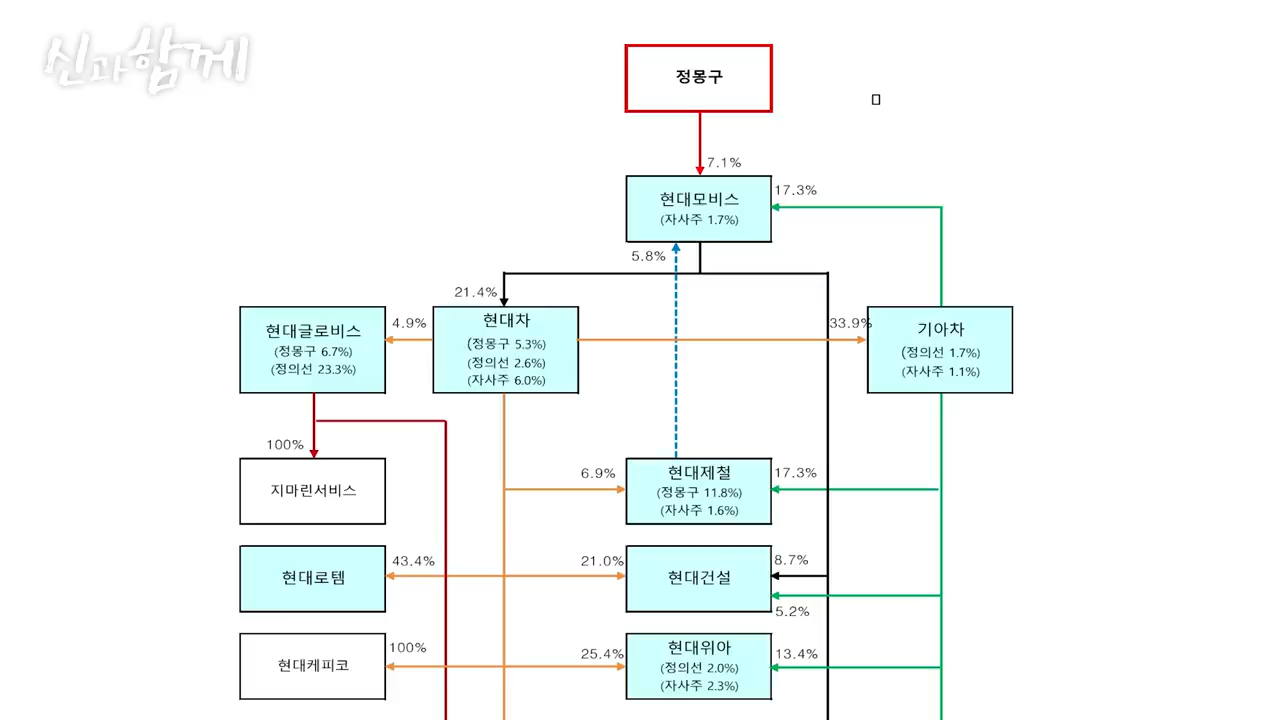 신과함께
정몽구
7.1%
현대모비스
(자사주 1.7%)
17.3%
5.8%
21.4%
현대글로비스
(정몽구 6.7%)
(정의선 23.3%)
4.9%
현대차
(정몽구 5.3%)
(정의선 2.6%)
(자사주 6.0%)
33.9%
기아차
(정의선 1.7%)
(자사주 1.1%)
100%
지마린서비스
6.9%
현대제철
(정몽구 11.8%)
(자사주 1.6%)
17.3%
현대로템
43.4%
21.0%
현대건설
8.7%
5.2%
현대케피코
100%
25.4%
현대위아
(정의선 2.0%)
(자사주 2.3%)
13.4%